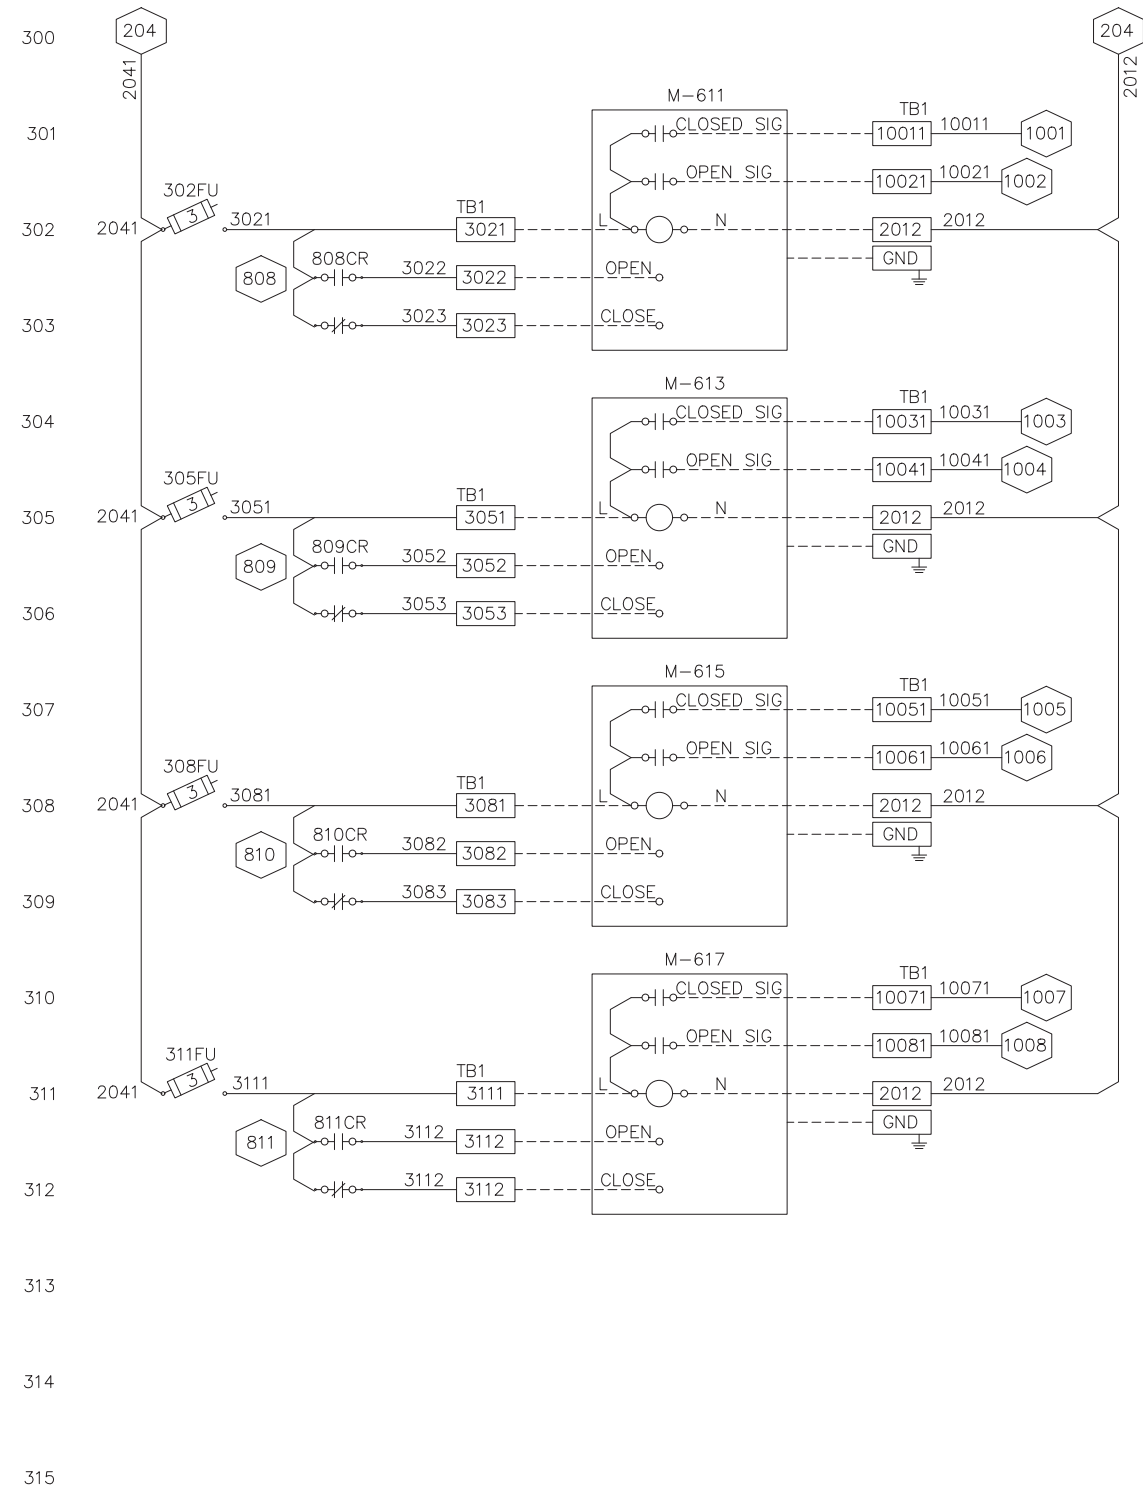 300 204 204
2041 2012
M-611
301 CLOSED SIG TB1 10011 10011 1001
OPEN SIG 10021 10021 1002
302FU
3
302 2041 3021 TB1 3021 L N 2012 2012
GND
808 808CR 3022 3022 OPEN
303 3023 3023 CLOSE
M-613
304 CLOSED SIG TB1 10031 10031 1003
OPEN SIG 10041 10041 1004
305FU
3
305 2041 3051 TB1 3051 L N 2012 2012
GND
809 809CR 3052 3052 OPEN
306 3053 3053 CLOSE
M-615
307 CLOSED SIG TB1 10051 10051 1005
OPEN SIG 10061 10061 1006
308FU
3
308 2041 3081 TB1 3081 L N 2012 2012
GND
810 810CR 3082 3082 OPEN
309 3083 3083 CLOSE
M-617
310 CLOSED SIG TB1 10071 10071 1007
OPEN SIG 10081 10081 1008
311FU
3
311 2041 3111 TB1 3111 L N 2012 2012
GND
811 811CR 3112 3112 OPEN
312 3112 3112 CLOSE
313
314
315